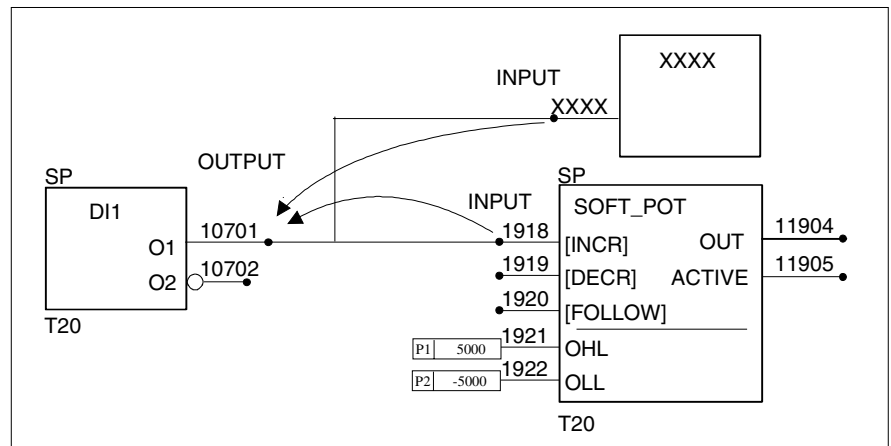 XXXX
INPUT
XXXX
OUTPUT
SP
DI1
O1
10701
O2
10702
T20
INPUT
SP
SOFT_POT
1918
[INCR]
OUT
11904
1919
[DECR]
ACTIVE
11905
1920
[FOLLOW]
P1 5000
1921
OHL
P2 -5000
1922
OLL
T20